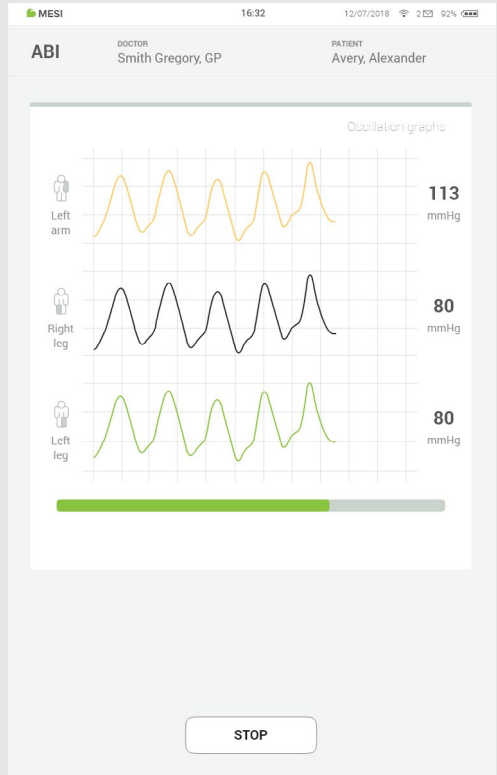 MESI
16:32
12/07/2018 2 92%
ABI
DOCTOR
Smith Gregory, GP
PATIENT
Avery, Alexander
Oscillation graphs
Left
arm
113
mmHg
Right
leg
80
mmHg
Left
leg
80
mmHg
STOP